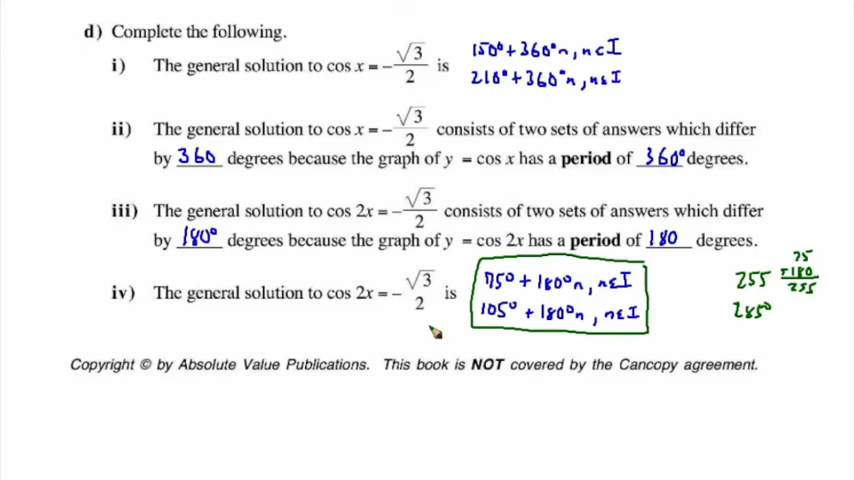 d) Complete the following.
i) The general solution to cos x = -√3/2 is 150° + 360°n, n∈I
210° + 360°n, nεI
ii) The general solution to cos x = -√3/2 consists of two sets of answers which differ
by 360 degrees because the graph of y = cos x has a period of 360° degrees.
iii) The general solution to cos 2x = -√3/2 consists of two sets of answers which differ
by 180° degrees because the graph of y = cos 2x has a period of 180 degrees.
iv) The general solution to cos 2x = -√3/2 is 75° + 180°n, nεI
105° + 180°n, nεI
255
285°
75
+180
255
Copyright © by Absolute Value Publications. This book is NOT covered by the Cancopy agreement.